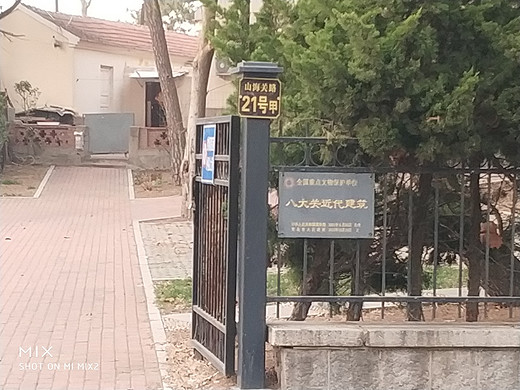 山海关路
21号甲
全国重点文物保护单位
八大关近代建筑
MIX
SHOT ON MI MIX2